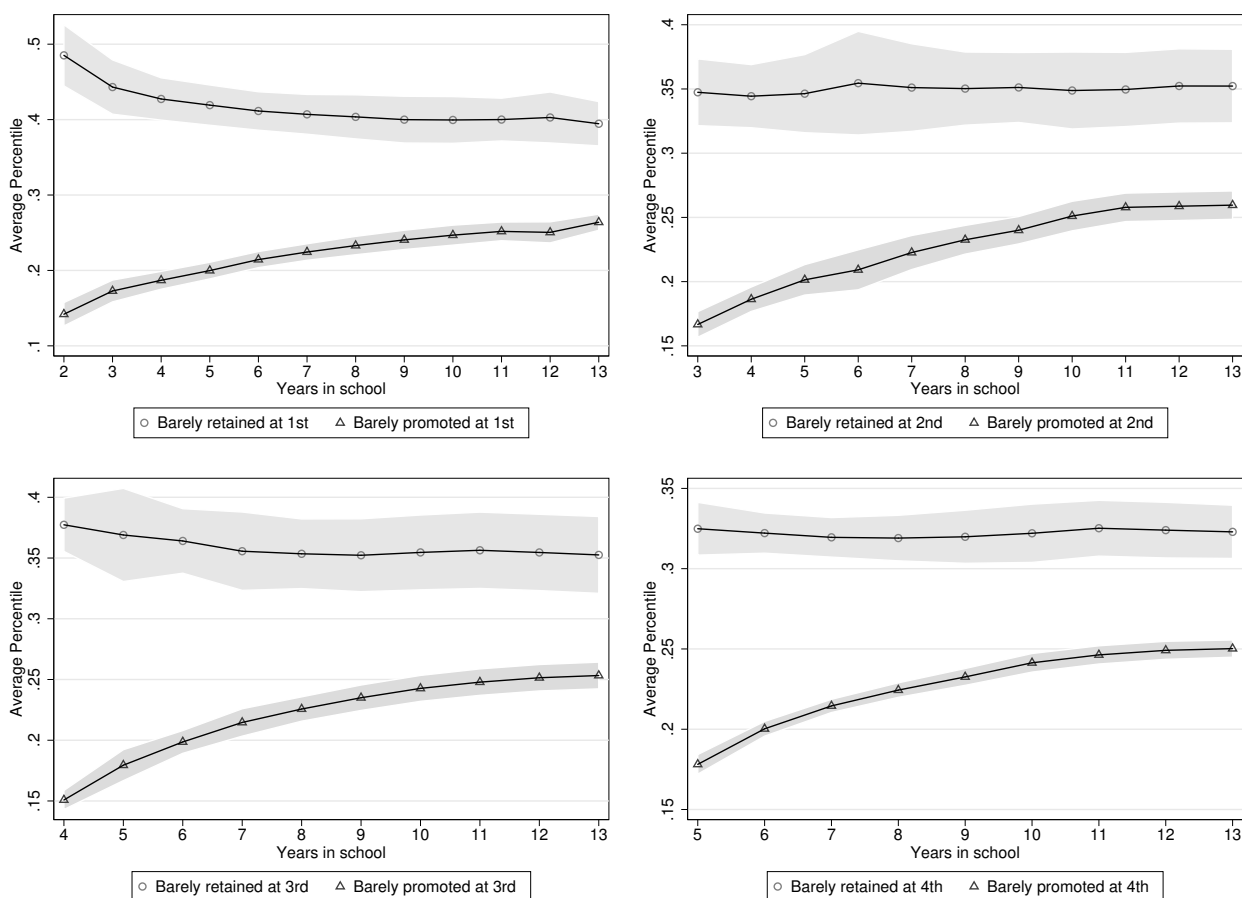 Average Percentile
.5
.4
.3
.2
.1
2 3 4 5 6 7 8 9 10 11 12 13
Years in school
Barely retained at 1st Barely promoted at 1st
Average Percentile
.4
.35
.3
.25
.2
.15
3 4 5 6 7 8 9 10 11 12 13
Years in school
Barely retained at 2nd Barely promoted at 2nd
Average Percentile
.4
.35
.3
.25
.2
.15
4 5 6 7 8 9 10 11 12 13
Years in school
Barely retained at 3rd Barely promoted at 3rd
Average Percentile
.35
.3
.25
.2
.15
5 6 7 8 9 10 11 12 13
Years in school
Barely retained at 4th Barely promoted at 4th